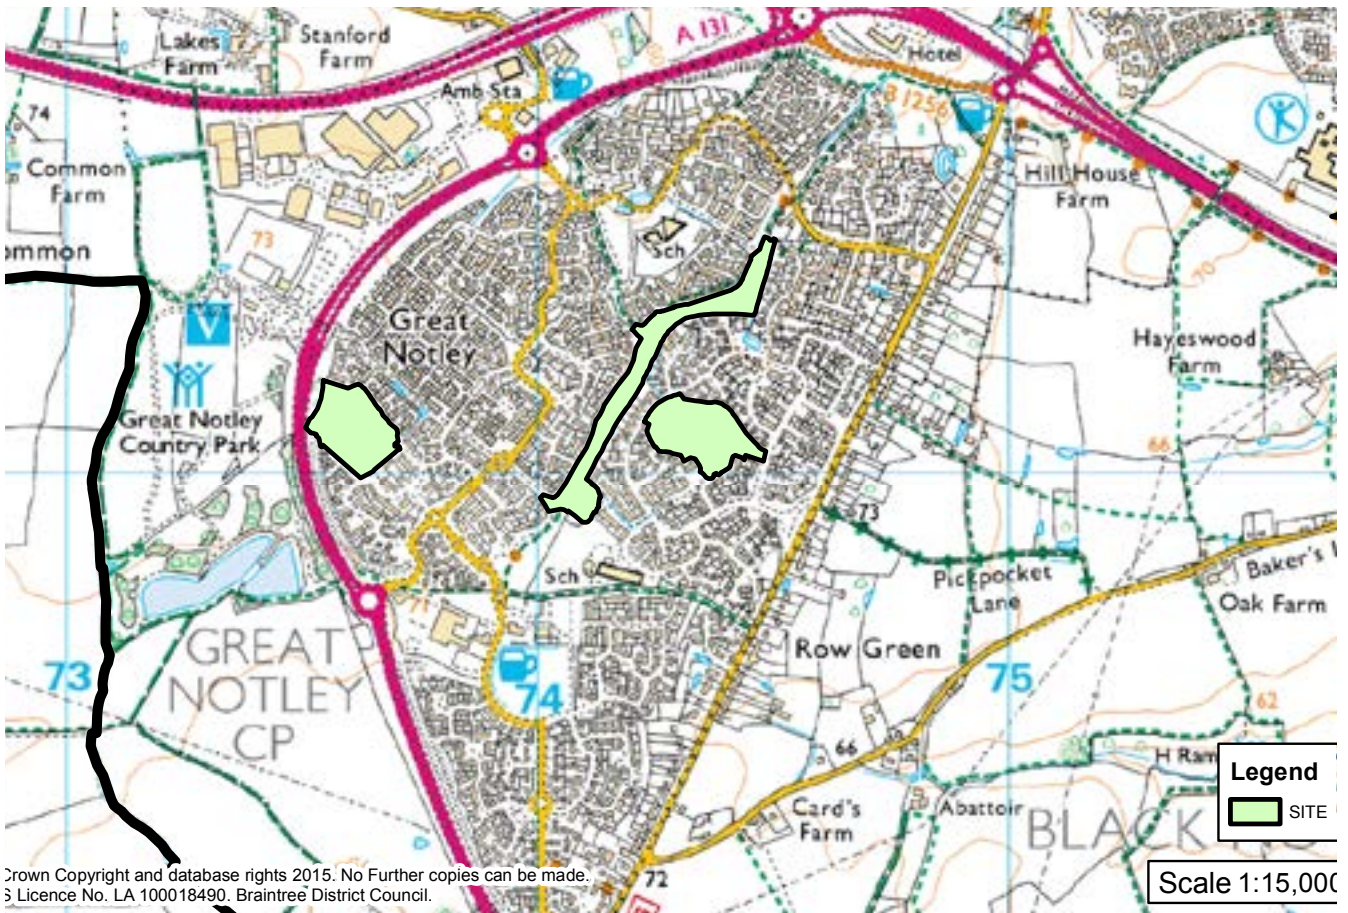 Lakes
Farm
Stanford
Farm
A 131
Hotel
Amb Sta
B 1256
74
Common
Farm
Hill House
Farm
ommon
73
Sch
70
V
Great
Notley
Hayeswood
Farm
Great Notley
Country Park
66
73
Sch
Pickpocket
Lane
Baker's L
Oak Farm
71
GREAT
NOTLEY
CP
Row Green
73
74
75
62
66
H Ram
Card's
Farm
Abattoir
BLACK
72
Legend
SITE
Crown Copyright and database rights 2015. No Further copies can be made.
S Licence No. LA 100018490. Braintree District Council.
Scale 1:15,000